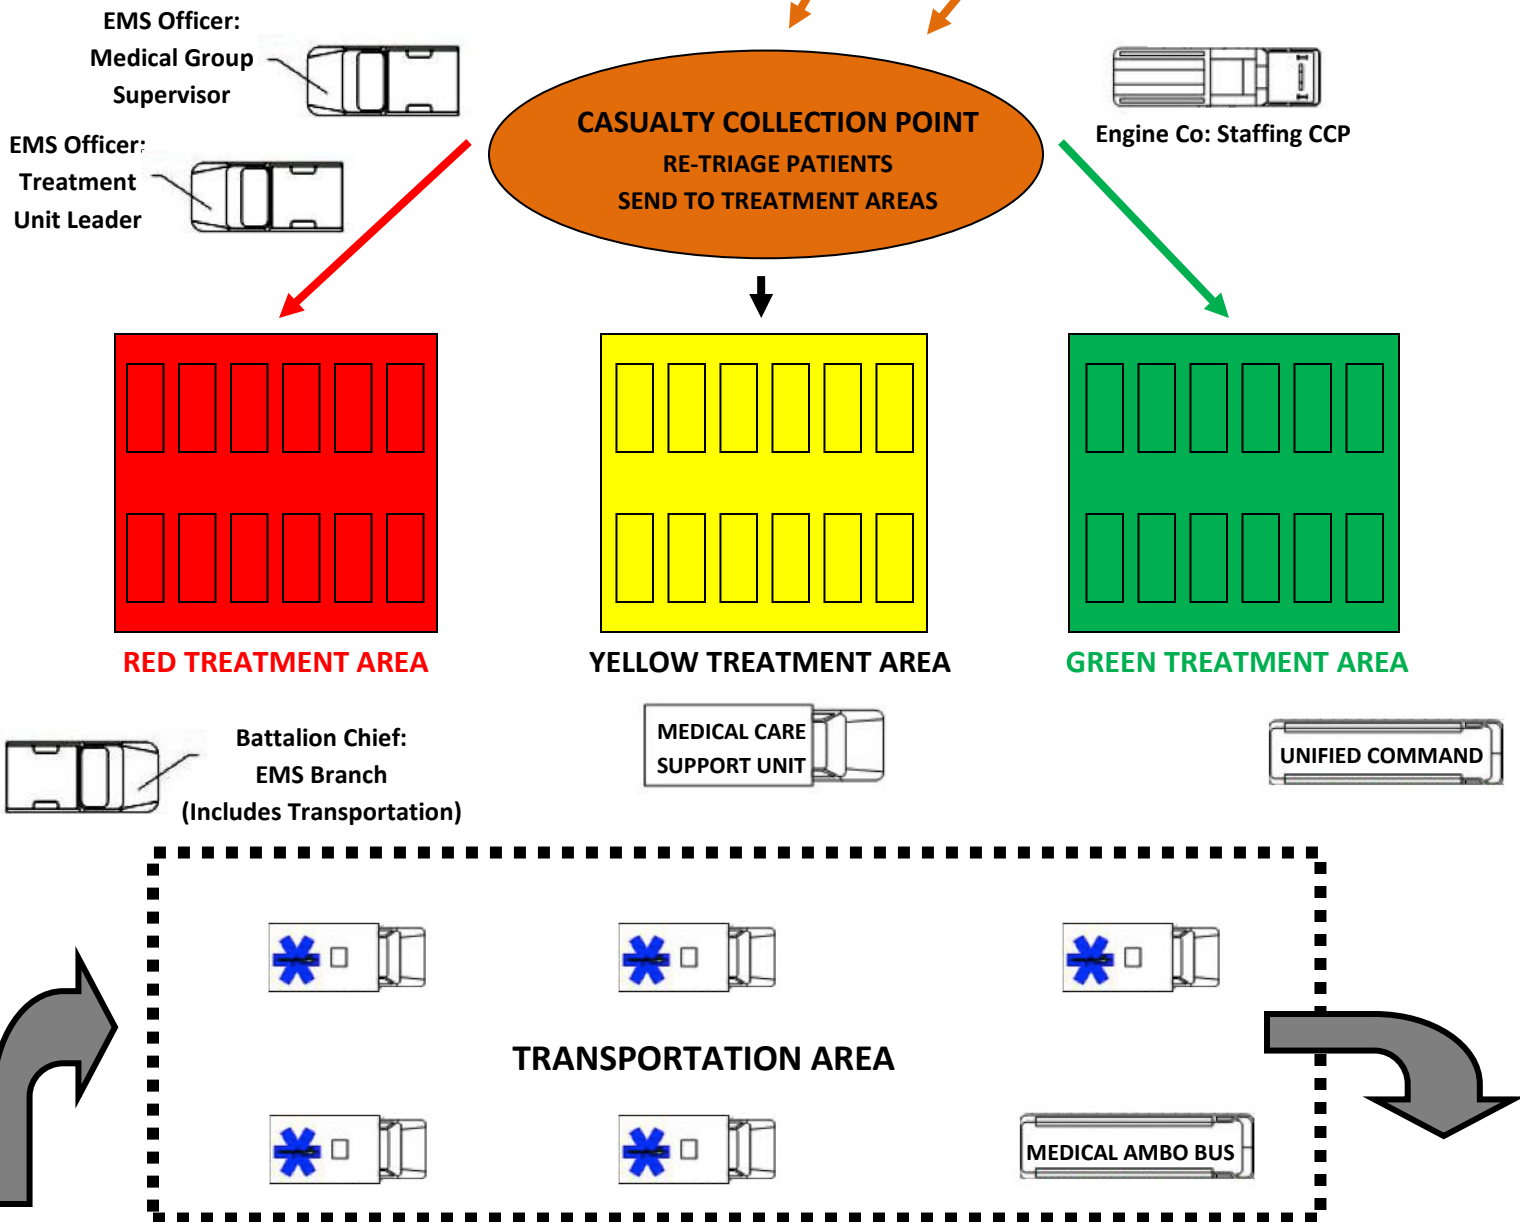 EMS Officer:
Medical Group
Supervisor
EMS Officer:
Treatment
Unit Leader
CASUALTY COLLECTION POINT
RE-TRIAGE PATIENTS
SEND TO TREATMENT AREAS
Engine Co: Staffing CCP
RED TREATMENT AREA
YELLOW TREATMENT AREA
GREEN TREATMENT AREA
Battalion Chief:
EMS Branch
(Includes Transportation)
MEDICAL CARE
SUPPORT UNIT
UNIFIED COMMAND
TRANSPORTATION AREA
MEDICAL AMBO BUS